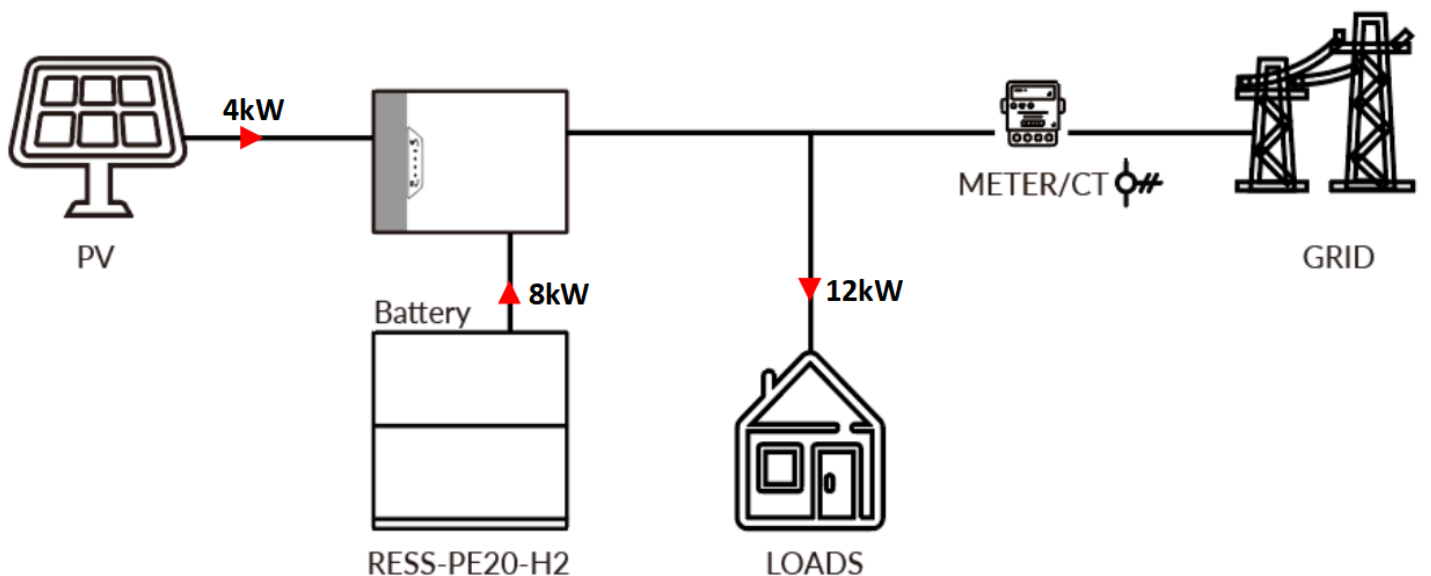 4kW
PV
8kW
Battery
RESS-PE20-H2
12kW
LOADS
METER/CT
GRID